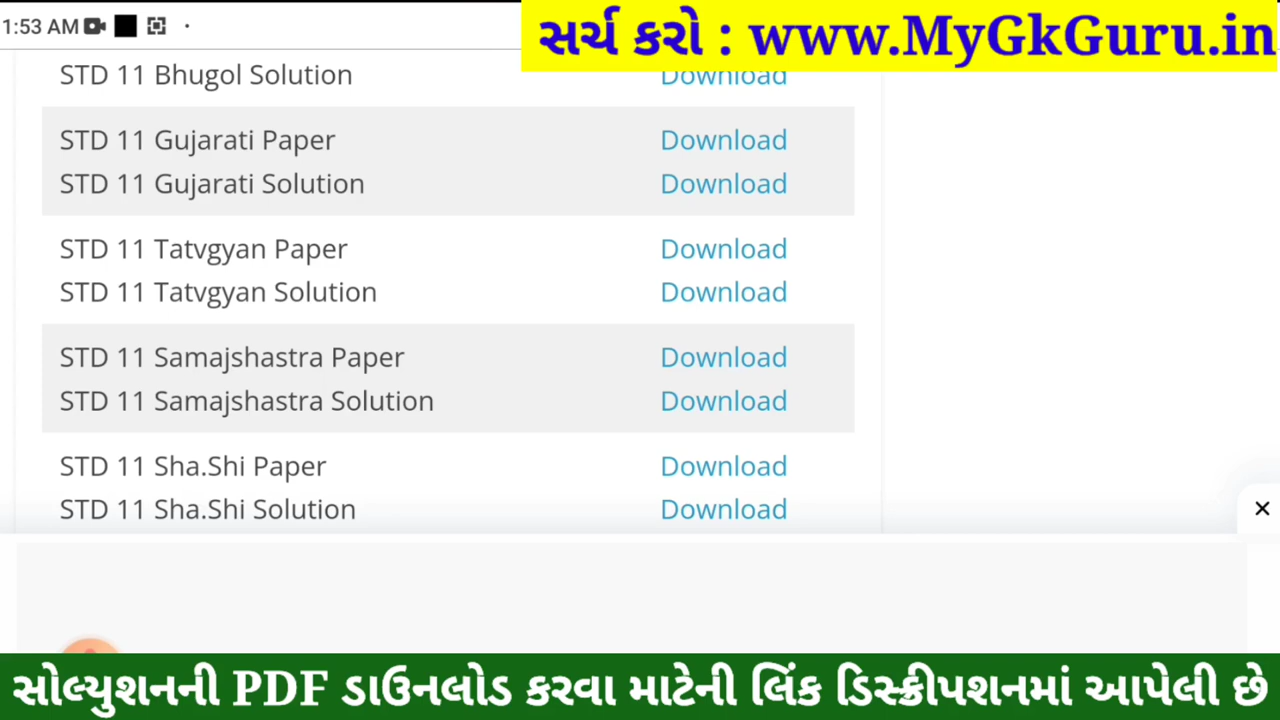 1:53 AM
સર્ચ કરો : www.MyGkGuru.in
STD 11 Bhugol Solution Download
STD 11 Gujarati Paper Download
STD 11 Gujarati Solution Download
STD 11 Tatvgyan Paper Download
STD 11 Tatvgyan Solution Download
STD 11 Samajshastra Paper Download
STD 11 Samajshastra Solution Download
STD 11 Sha.Shi Paper Download
STD 11 Sha.Shi Solution Download
સોલ્યુશનની PDF ડાઉનલોડ કરવા માટેની લિંક ડિસ્ક્રીપશનમાં આપેલી છે